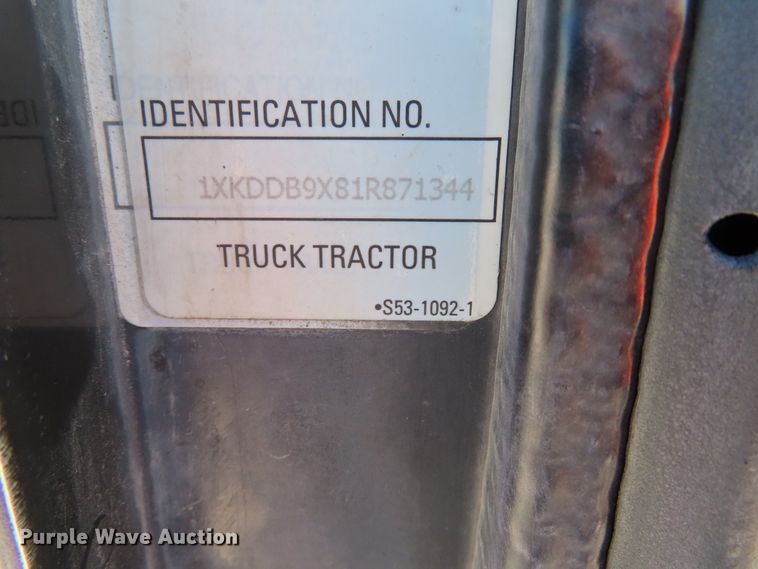 IDENTIFICATION NO.
1XKDDB9X81R871344
TRUCK TRACTOR
•S53-1092-1
Purple Wave Auction